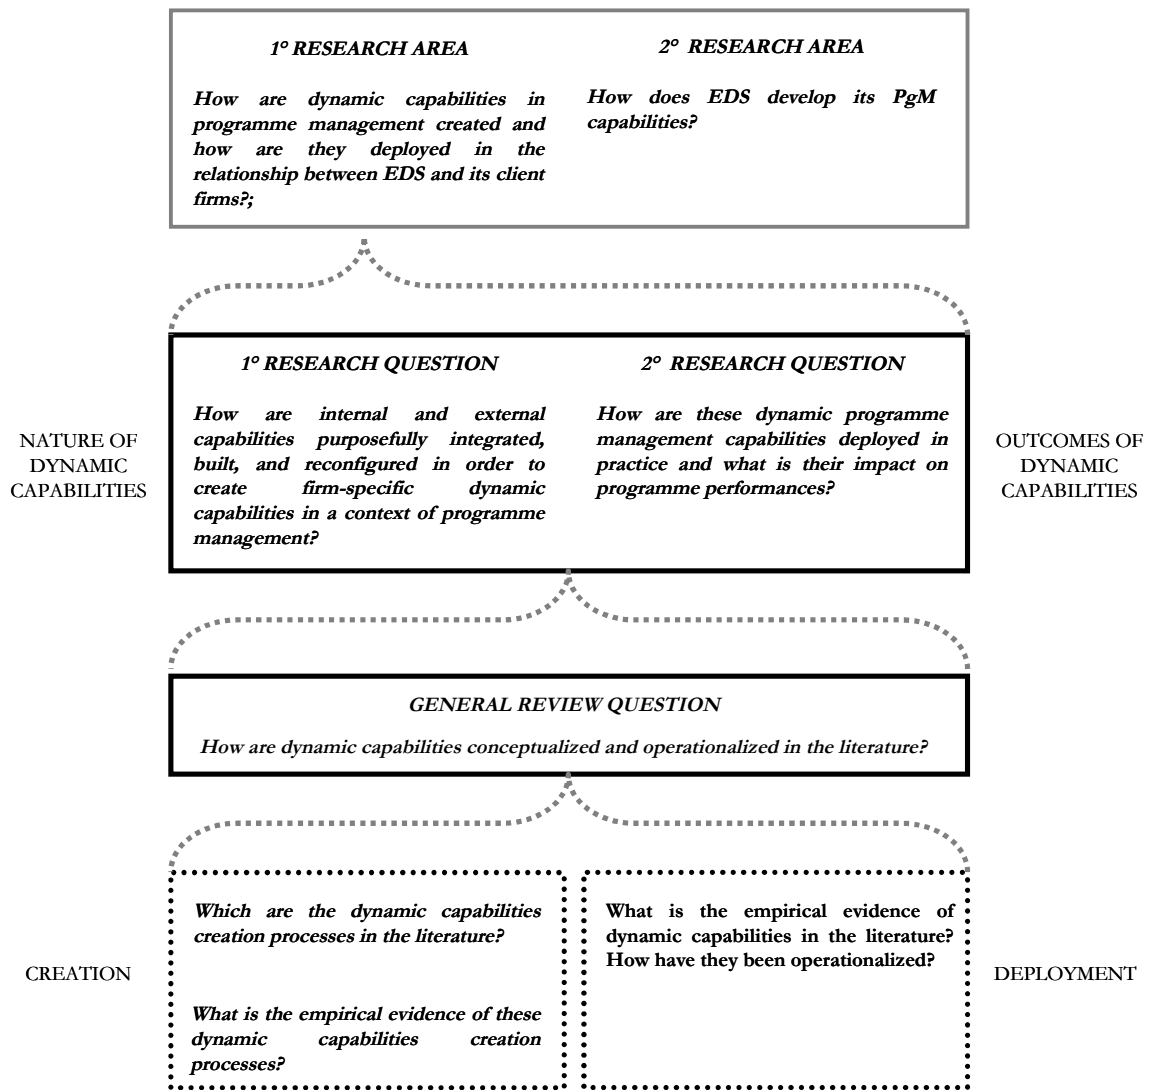 1° RESEARCH AREA
How are dynamic capabilities in
programme management created and
how are they deployed in the
relationship between EDS and its client
firms?;
2° RESEARCH AREA
How does EDS develop its PgM
capabilities?
NATURE OF
DYNAMIC
CAPABILITIES
1° RESEARCH QUESTION
How are internal and external
capabilities purposefully integrated,
built, and reconfigured in order to
create firm-specific dynamic
capabilities in a context of programme
management?
2° RESEARCH QUESTION
How are these dynamic programme
management capabilities deployed in
practice and what is their impact on
programme performances?
OUTCOMES OF
DYNAMIC
CAPABILITIES
GENERAL REVIEW QUESTION
How are dynamic capabilities conceptualized and operationalized in the literature?
CREATION
Which are the dynamic capabilities
creation processes in the literature?
What is the empirical evidence of these
dynamic capabilities creation
processes?
What is the empirical evidence of
dynamic capabilities in the literature?
How have they been operationalized?
DEPLOYMENT